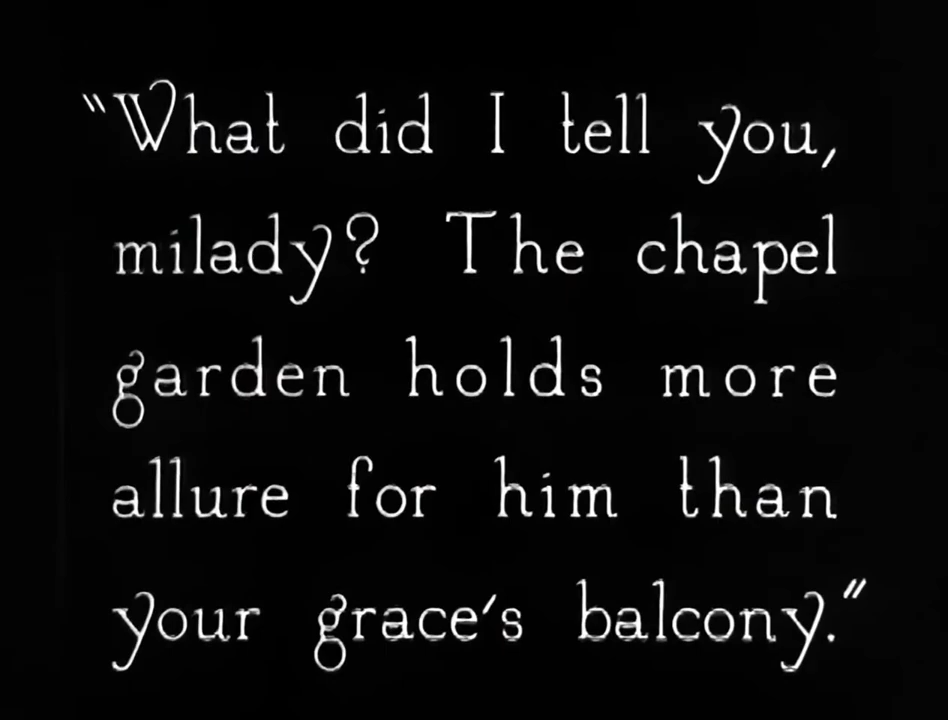 "What did I tell you,
milady? The chapel
garden holds more
allure for him than
your grace's balcony."